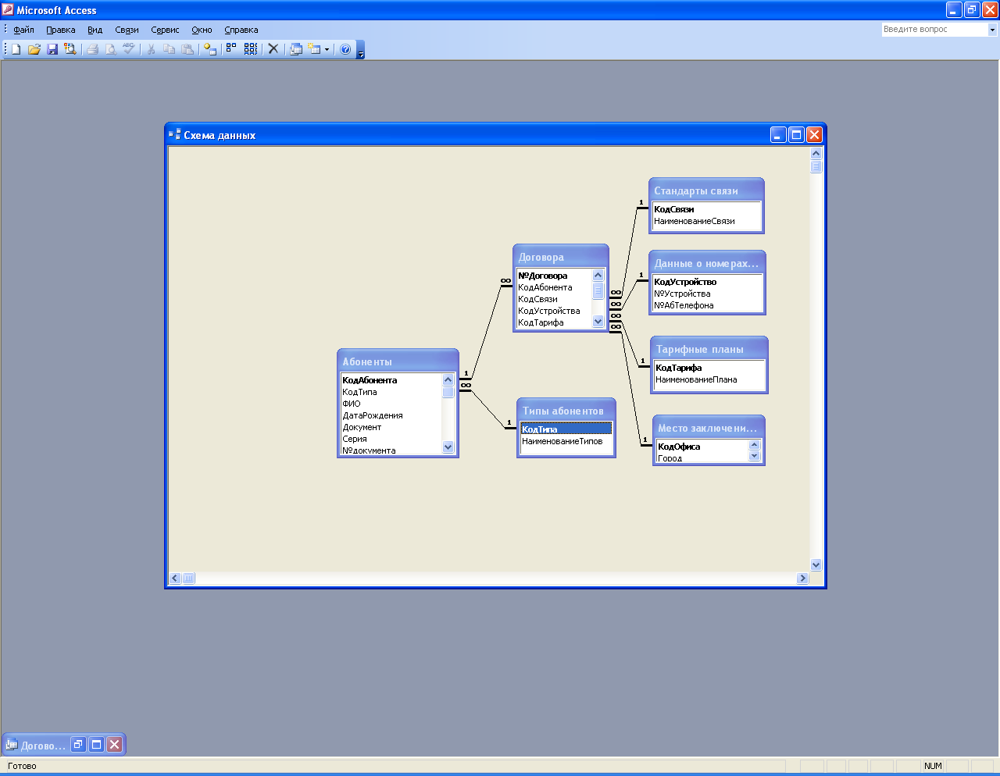 Microsoft Access
Файл Правка Вид Связи Сервис Окно Справка
Введите вопрос
Схема данных
Стандарты связи
КодСвязи
НаименованиеСвязи
Договора
№Договора
КодАбонента
КодСвязи
КодУстройства
КодТарифа
Данные о номерах...
КодУстройство
№Устройства
№АбТелефона
Абоненты
КодАбонента
КодТипа
ФИО
ДатаРождения
Документ
Серия
№документа
Тарифные планы
КодТарифа
НаименованиеПлана
Типы абонентов
КодТипа
НаименованиеТипов
Место заключени...
КодОфиса
Город
1
1
1
1
1
1
∞
∞
∞
∞
∞
∞
Догово...
Готово
NUM